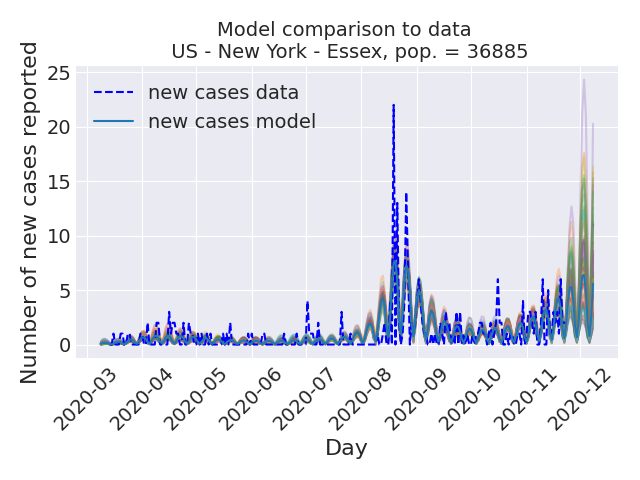 Model comparison to data
US - New York - Essex, pop. = 36885
Number of new cases reported
25
20
15
10
5
0
new cases data
new cases model
2020-03
2020-04
2020-05
2020-06
2020-07
2020-08
2020-09
2020-10
2020-11
2020-12
Day